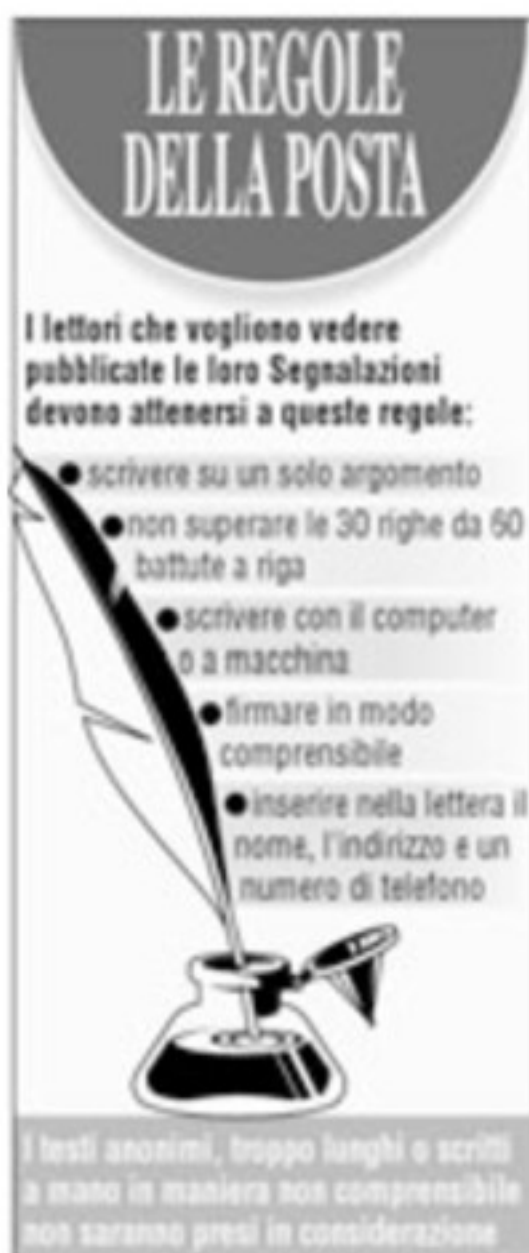 LE REGOLE
DELLA POSTA
I lettori che vogliono vedere
pubblicate le loro Segnalazioni
devono attenersi a queste regole:
● scrivere su un solo argomento
● non superare le 30 righe da 60
battute a riga
● scrivere con il computer
o a macchina
● firmare in modo
comprensibile
● inserire nella lettera il
nome, l'indirizzo e un
numero di telefono
I testi anonimi, troppo lunghi o scritti
a mano in maniera non comprensibile
non saranno presi in considerazione